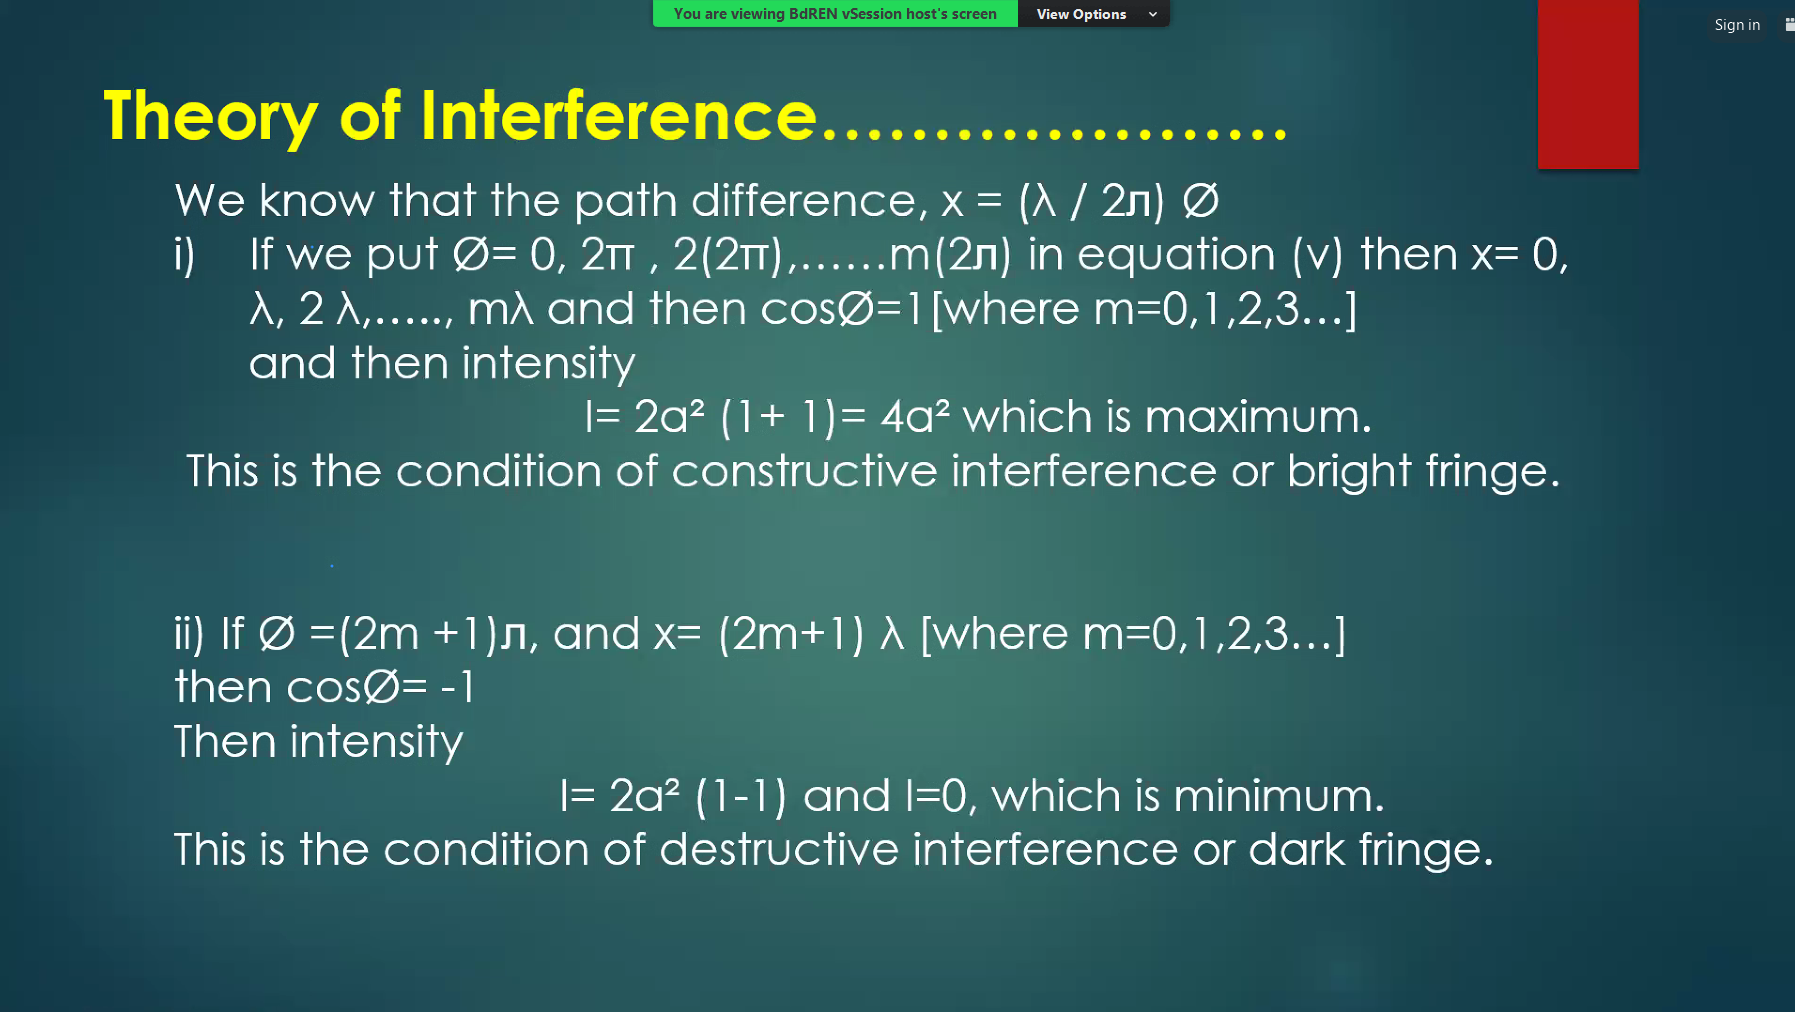 You are viewing BdREN vSession host's screen View Options
Sign in
Theory of Interference.....................
We know that the path difference, x = (λ / 2л) Ø
i) If we put Ø= 0, 2π , 2(2π),......m(2л) in equation (v) then x= 0,
λ, 2 λ,....., mλ and then cosØ=1[where m=0,1,2,3...]
and then intensity
I= 2a² (1+ 1)= 4a² which is maximum.
This is the condition of constructive interference or bright fringe.
ii) If Ø =(2m +1)л, and x= (2m+1) λ [where m=0,1,2,3...]
then cosØ= -1
Then intensity
I= 2a² (1-1) and I=0, which is minimum.
This is the condition of destructive interference or dark fringe.